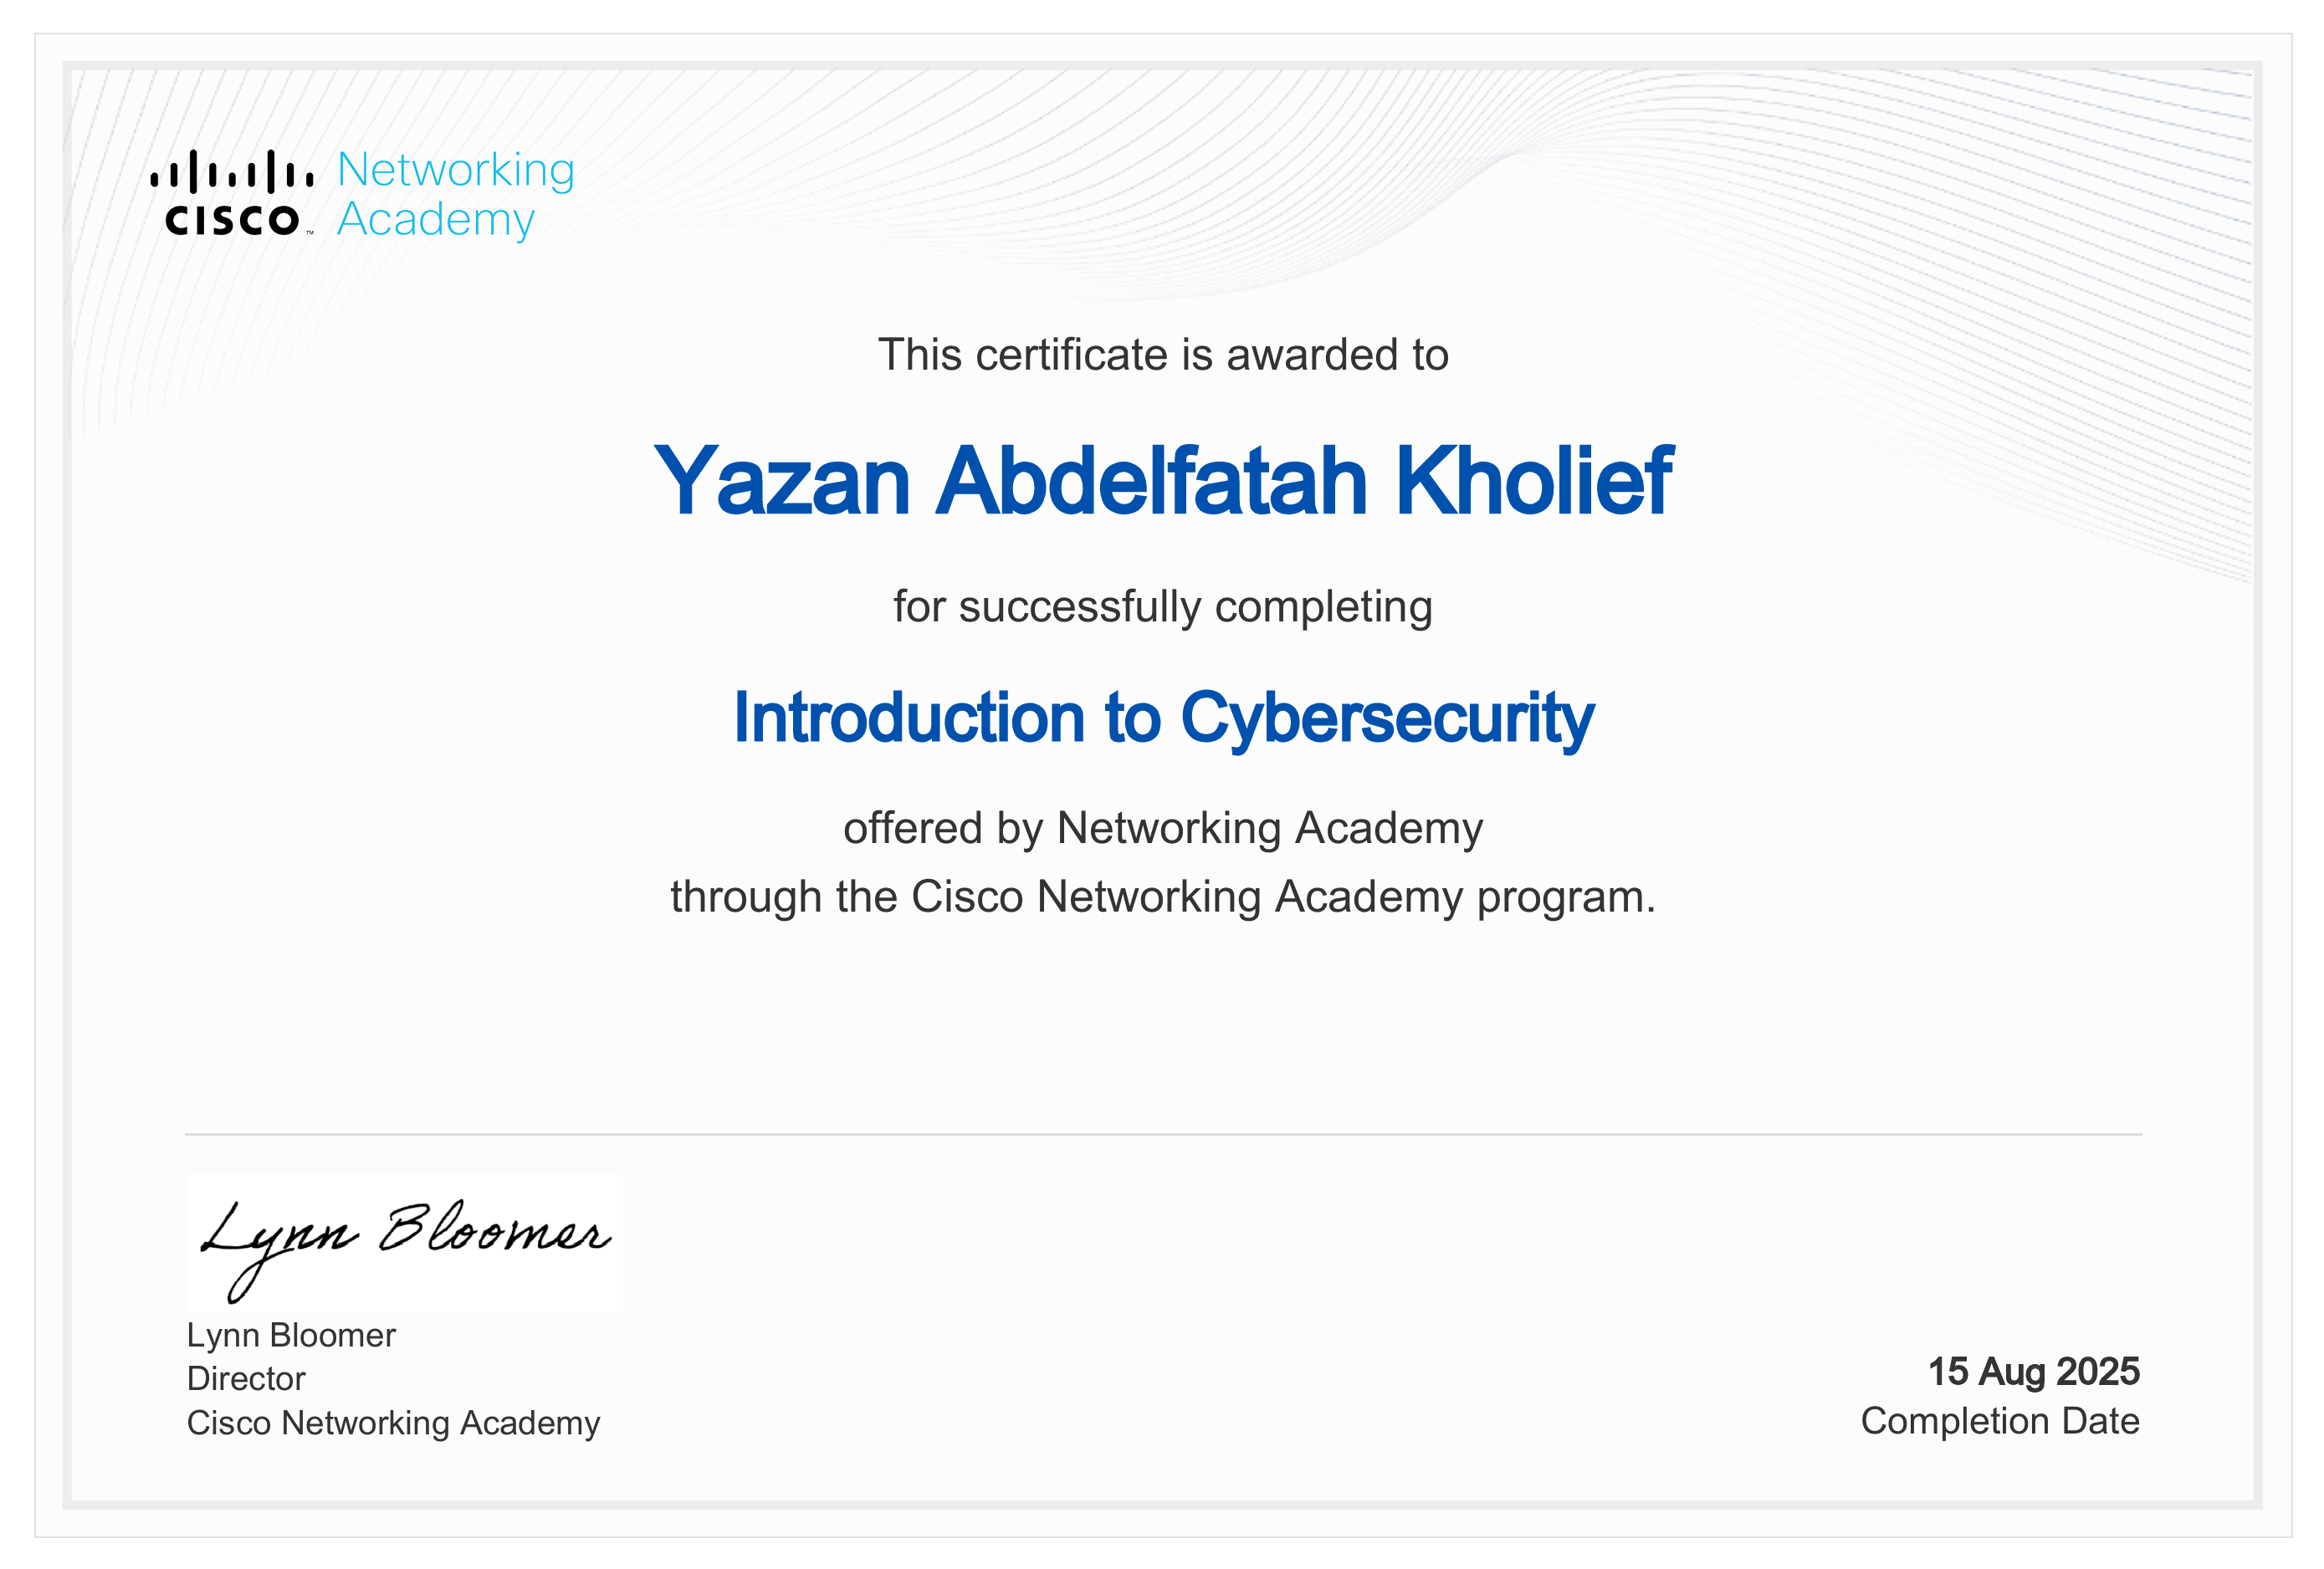 cisco™
Networking
Academy
This certificate is awarded to
Yazan Abdelfatah Kholief
for successfully completing
Introduction to Cybersecurity
offered by Networking Academy
through the Cisco Networking Academy program.
Lynn Bloomer
Lynn Bloomer
Director
Cisco Networking Academy
15 Aug 2025
Completion Date